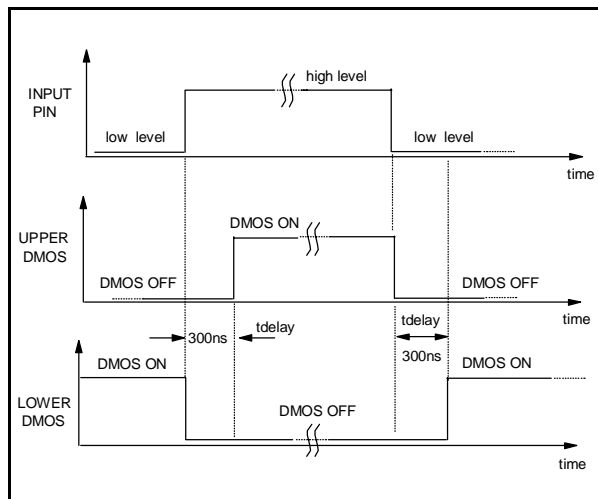 INPUT
PIN
high level
low level
low level
time
UPPER
DMOS
DMOS ON
DMOS OFF
DMOS OFF
time
300ns
tdelay
tdelay
300ns
LOWER
DMOS
DMOS ON
DMOS OFF
DMOS ON
time